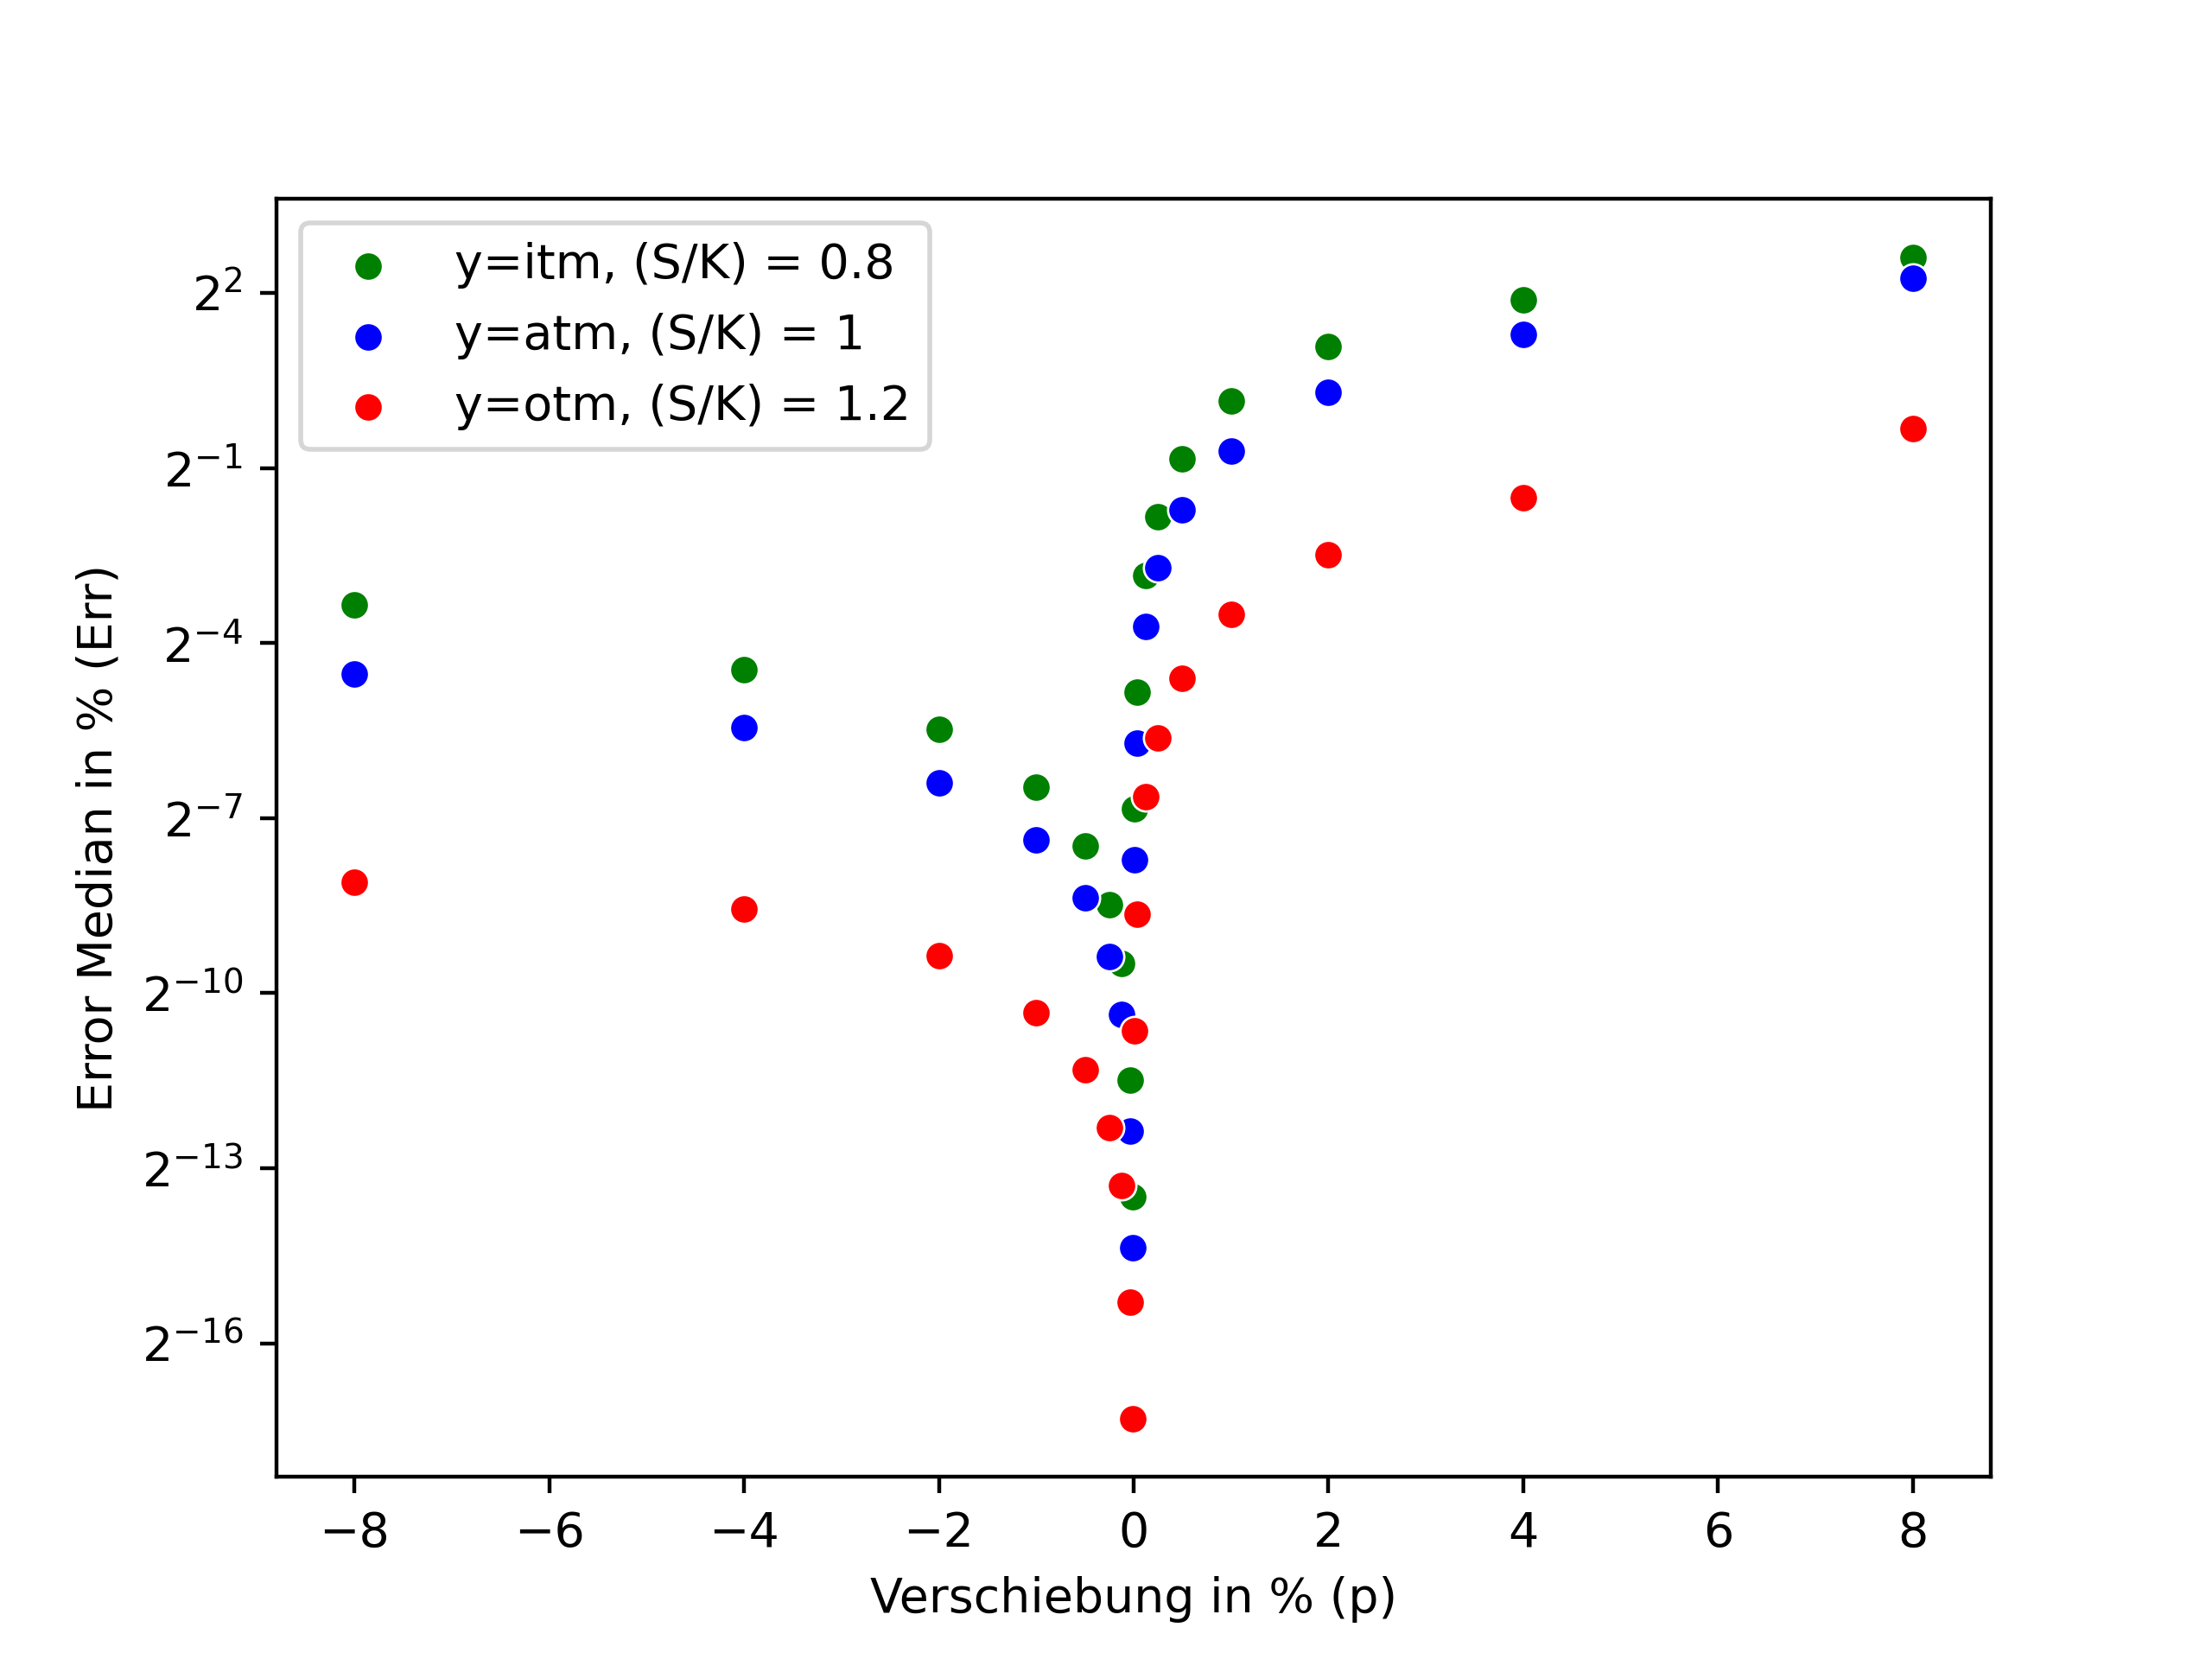 y=itm, (S/K) = 0.8
y=atm, (S/K) = 1
y=otm, (S/K) = 1.2
Error Median in % (Err)
2^2
2^−1
2^−4
2^−7
2^−10
2^−13
2^−16
−8 −6 −4 −2 0 2 4 6 8
Verschiebung in % (p)